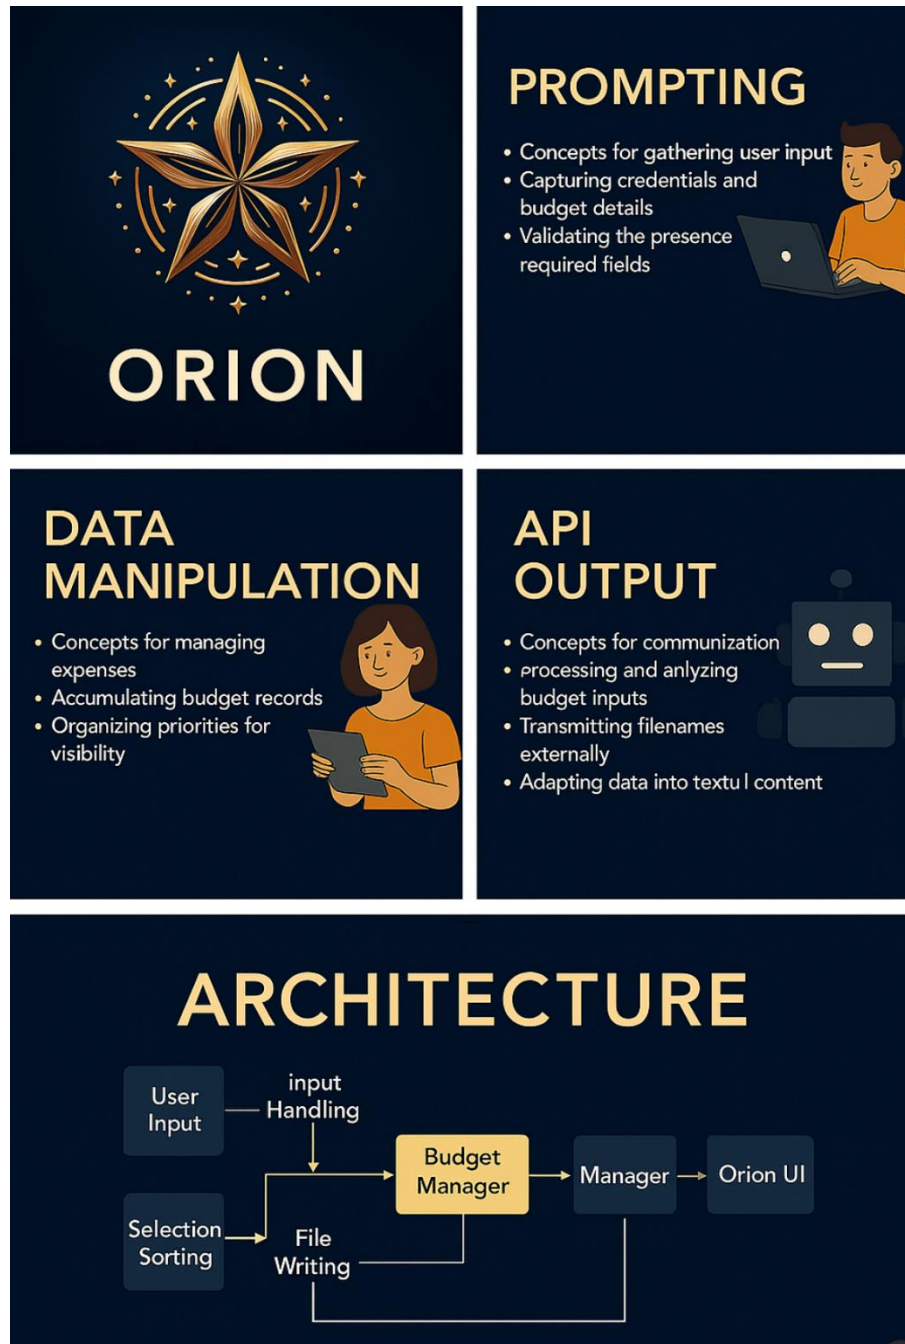 ORION
PROMPTING
• Concepts for gathering user input
• Capturing credentials and
budget details
• Validating the presence
required fields
DATA
MANIPULATION
• Concepts for managing
expenses
• Accumulating budget records
• Organizing priorities for
visibility
API
OUTPUT
• Concepts for communization
• processing and anlyzing
budget inputs
• Transmitting filenames
externally
• Adapting data into textu l content
ARCHITECTURE
User
Input
input
Handling
Budget
Manager
Manager
Orion UI
Selection
Sorting
File
Writing